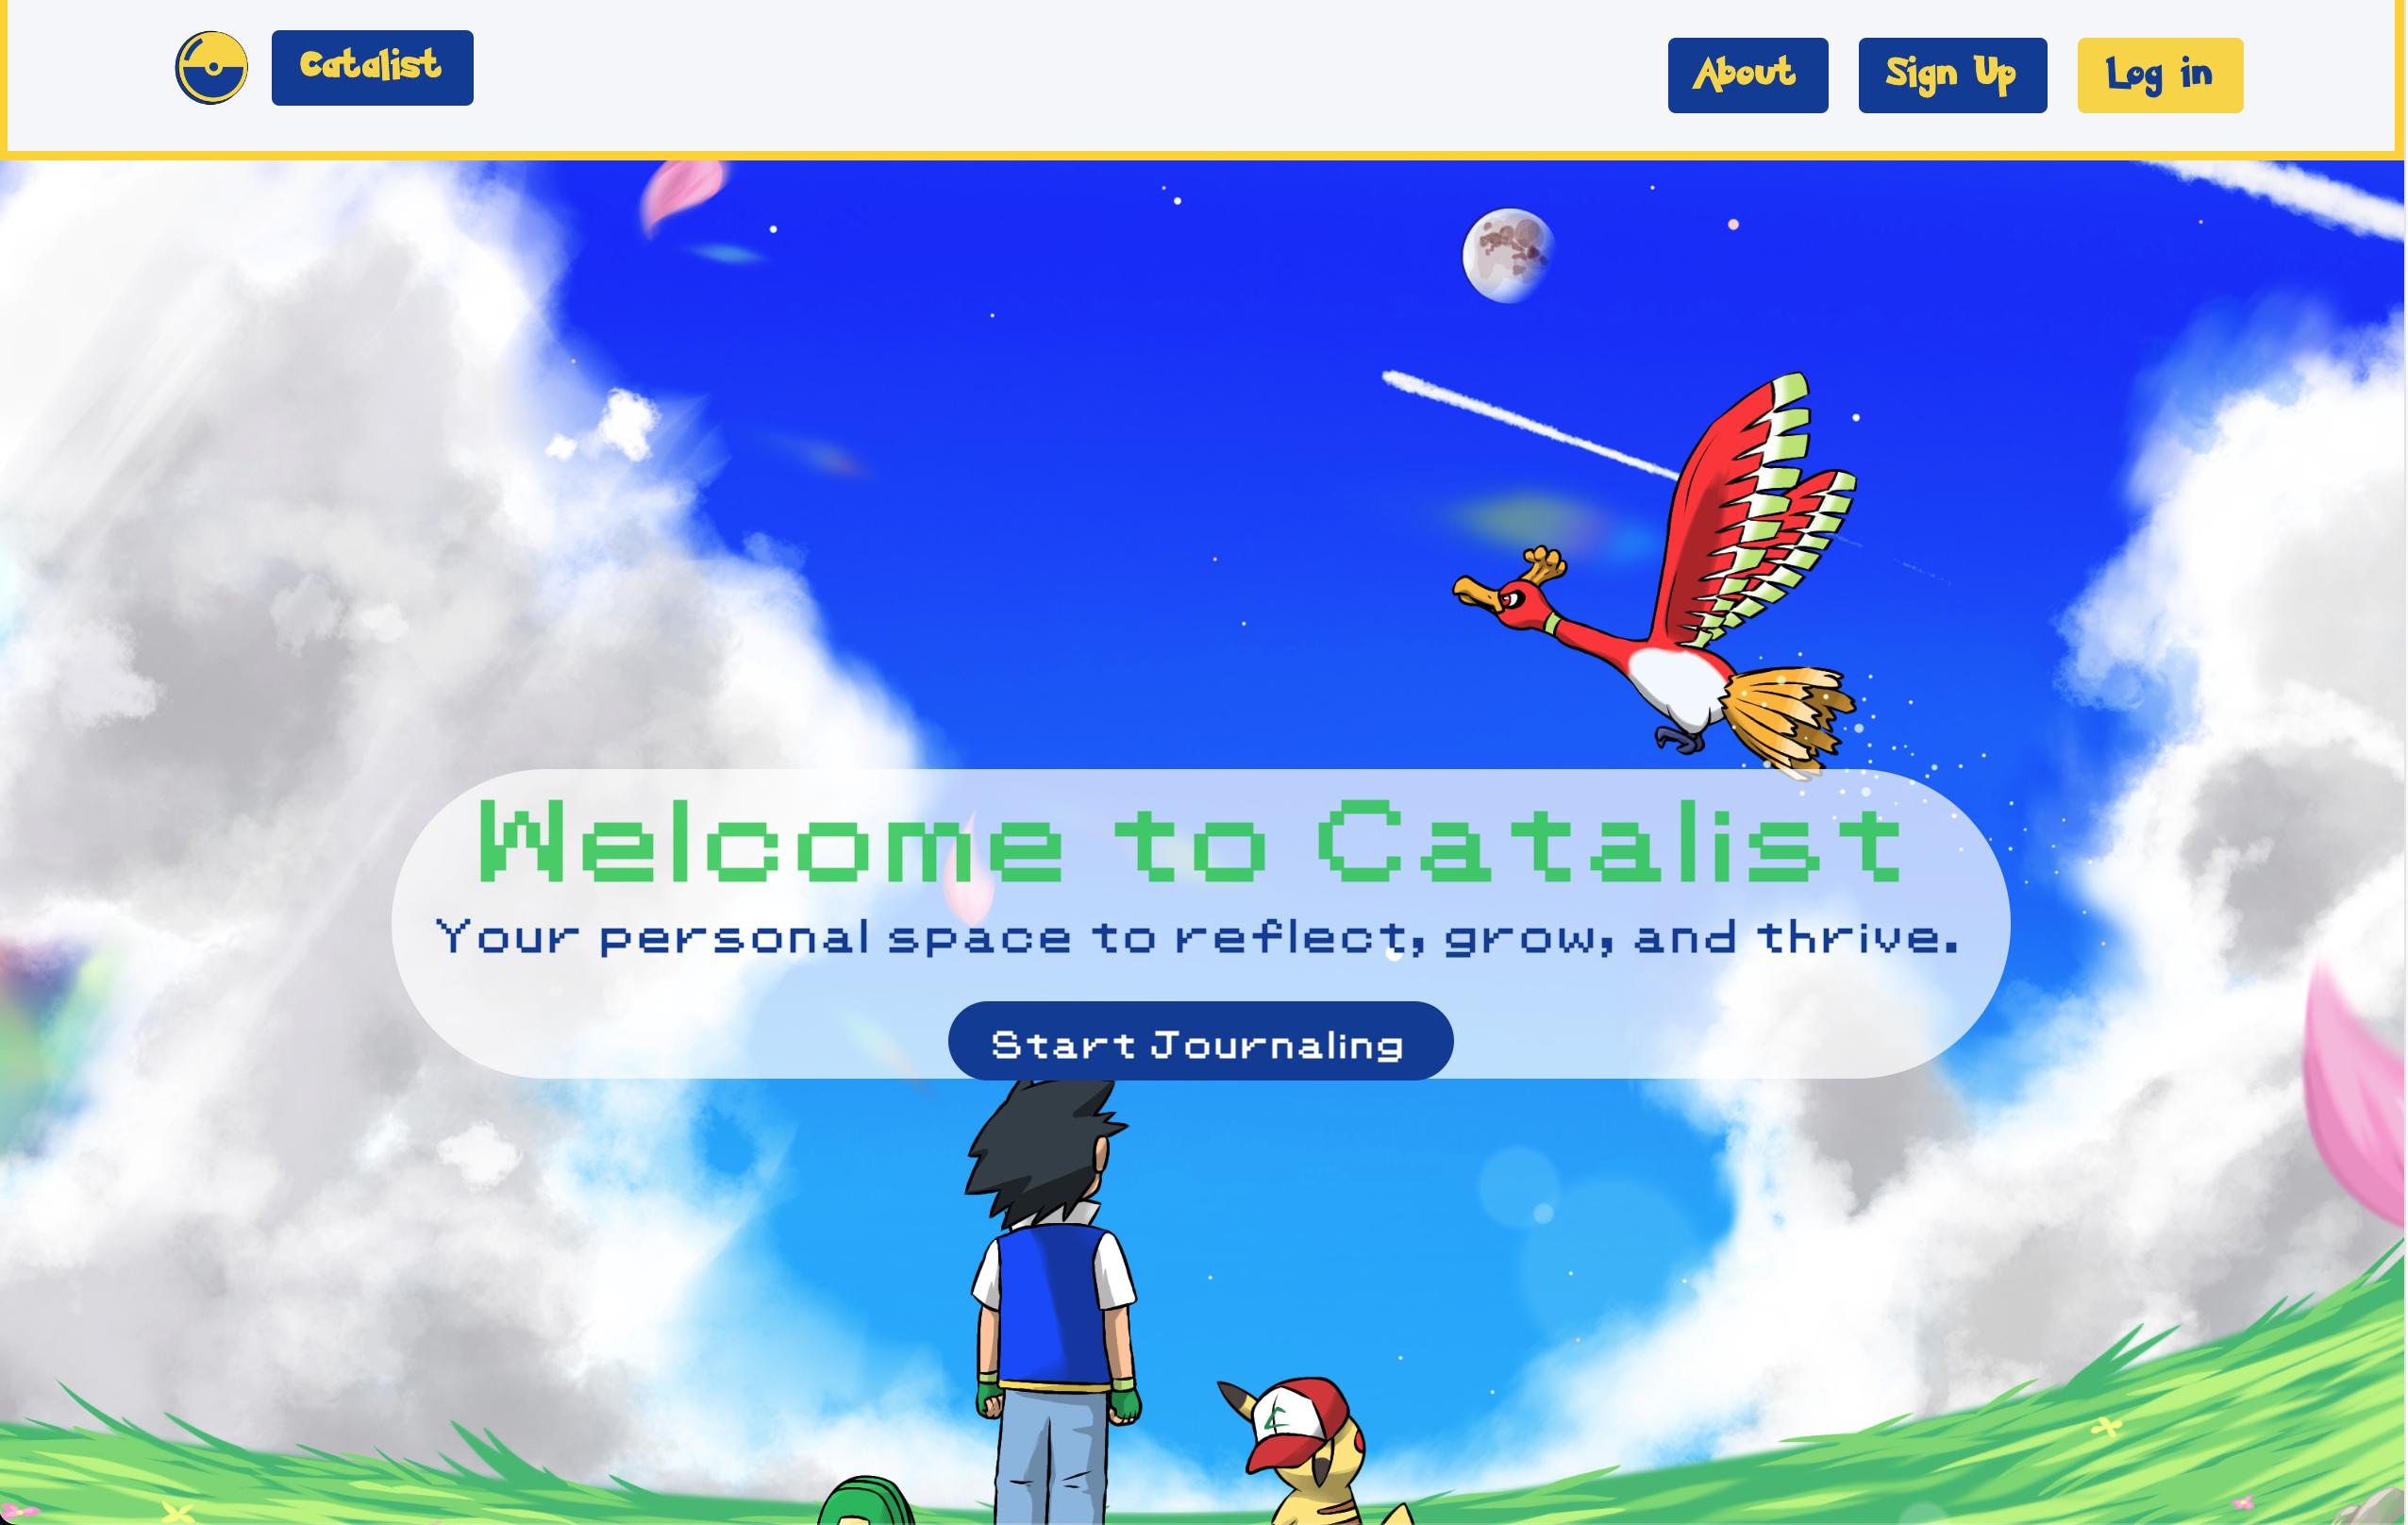 Catalist
About
Sign Up
Log in
Welcome to Catalist
Your personal space to reflect, grow, and thrive.
Start Journaling